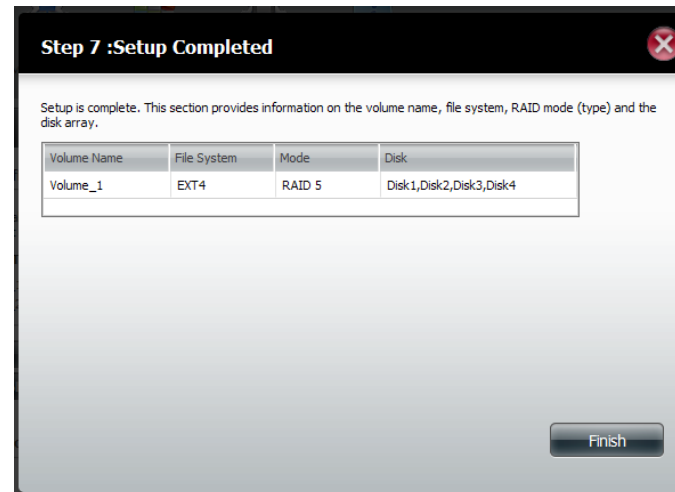 Step 7 :Setup Completed
Setup is complete. This section provides information on the volume name, file system, RAID mode (type) and the
disk array.
Volume Name File System Mode Disk
Volume_1 EXT4 RAID 5 Disk1,Disk2,Disk3,Disk4
Finish